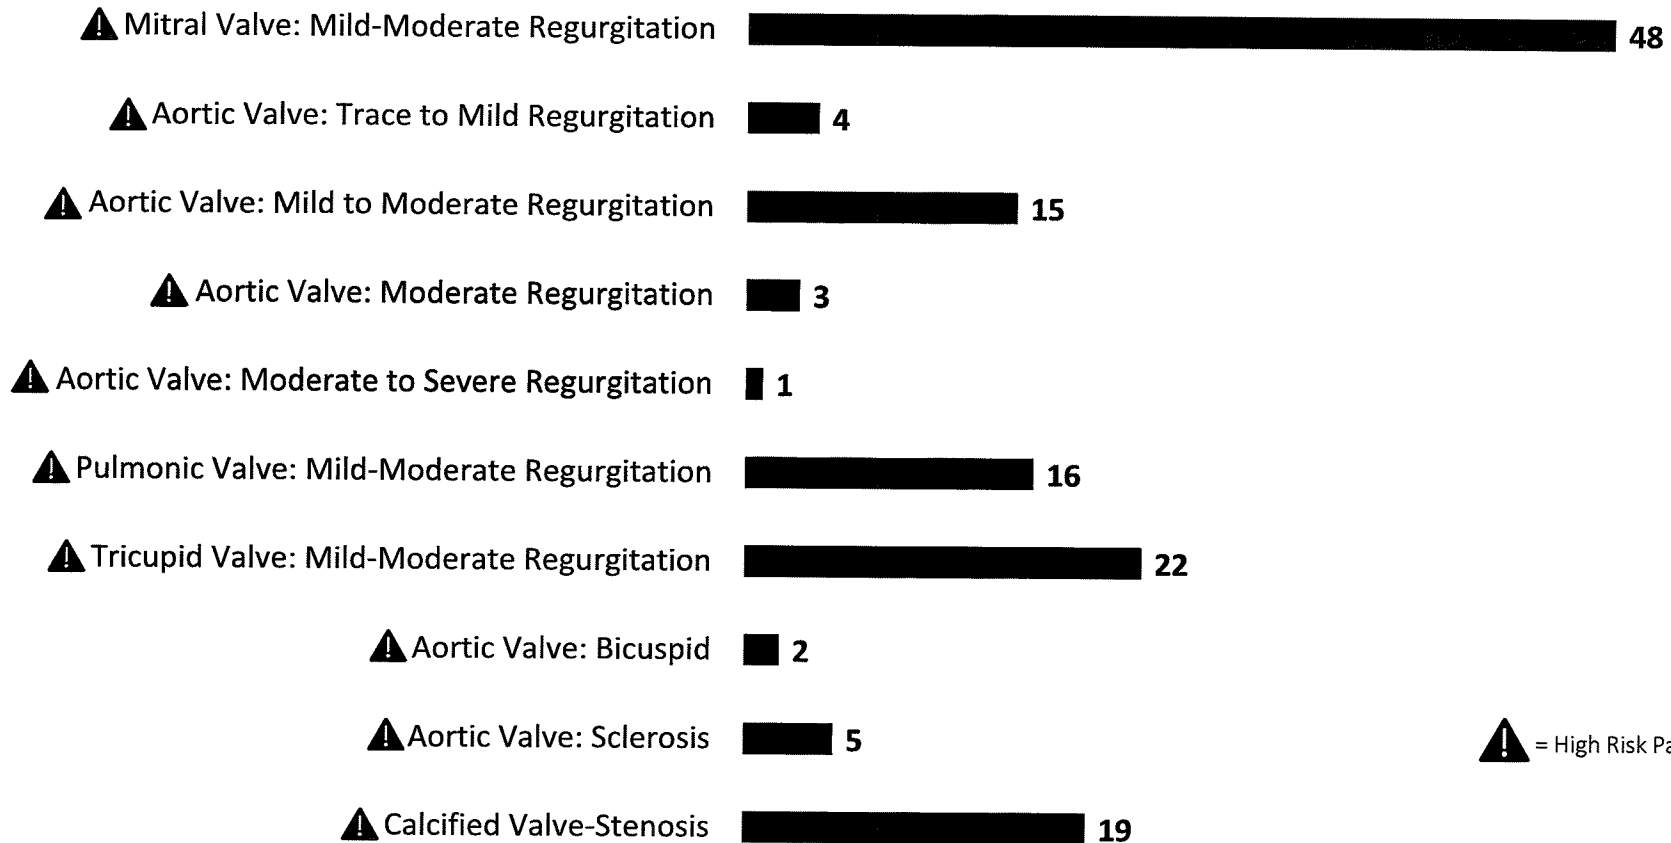 Mitral Valve: Mild-Moderate Regurgitation 48
Aortic Valve: Trace to Mild Regurgitation 4
Aortic Valve: Mild to Moderate Regurgitation 15
Aortic Valve: Moderate Regurgitation 3
Aortic Valve: Moderate to Severe Regurgitation 1
Pulmonic Valve: Mild-Moderate Regurgitation 16
Tricupid Valve: Mild-Moderate Regurgitation 22
Aortic Valve: Bicuspid 2
Aortic Valve: Sclerosis 5
= High Risk Pa
Calcified Valve-Stenosis 19